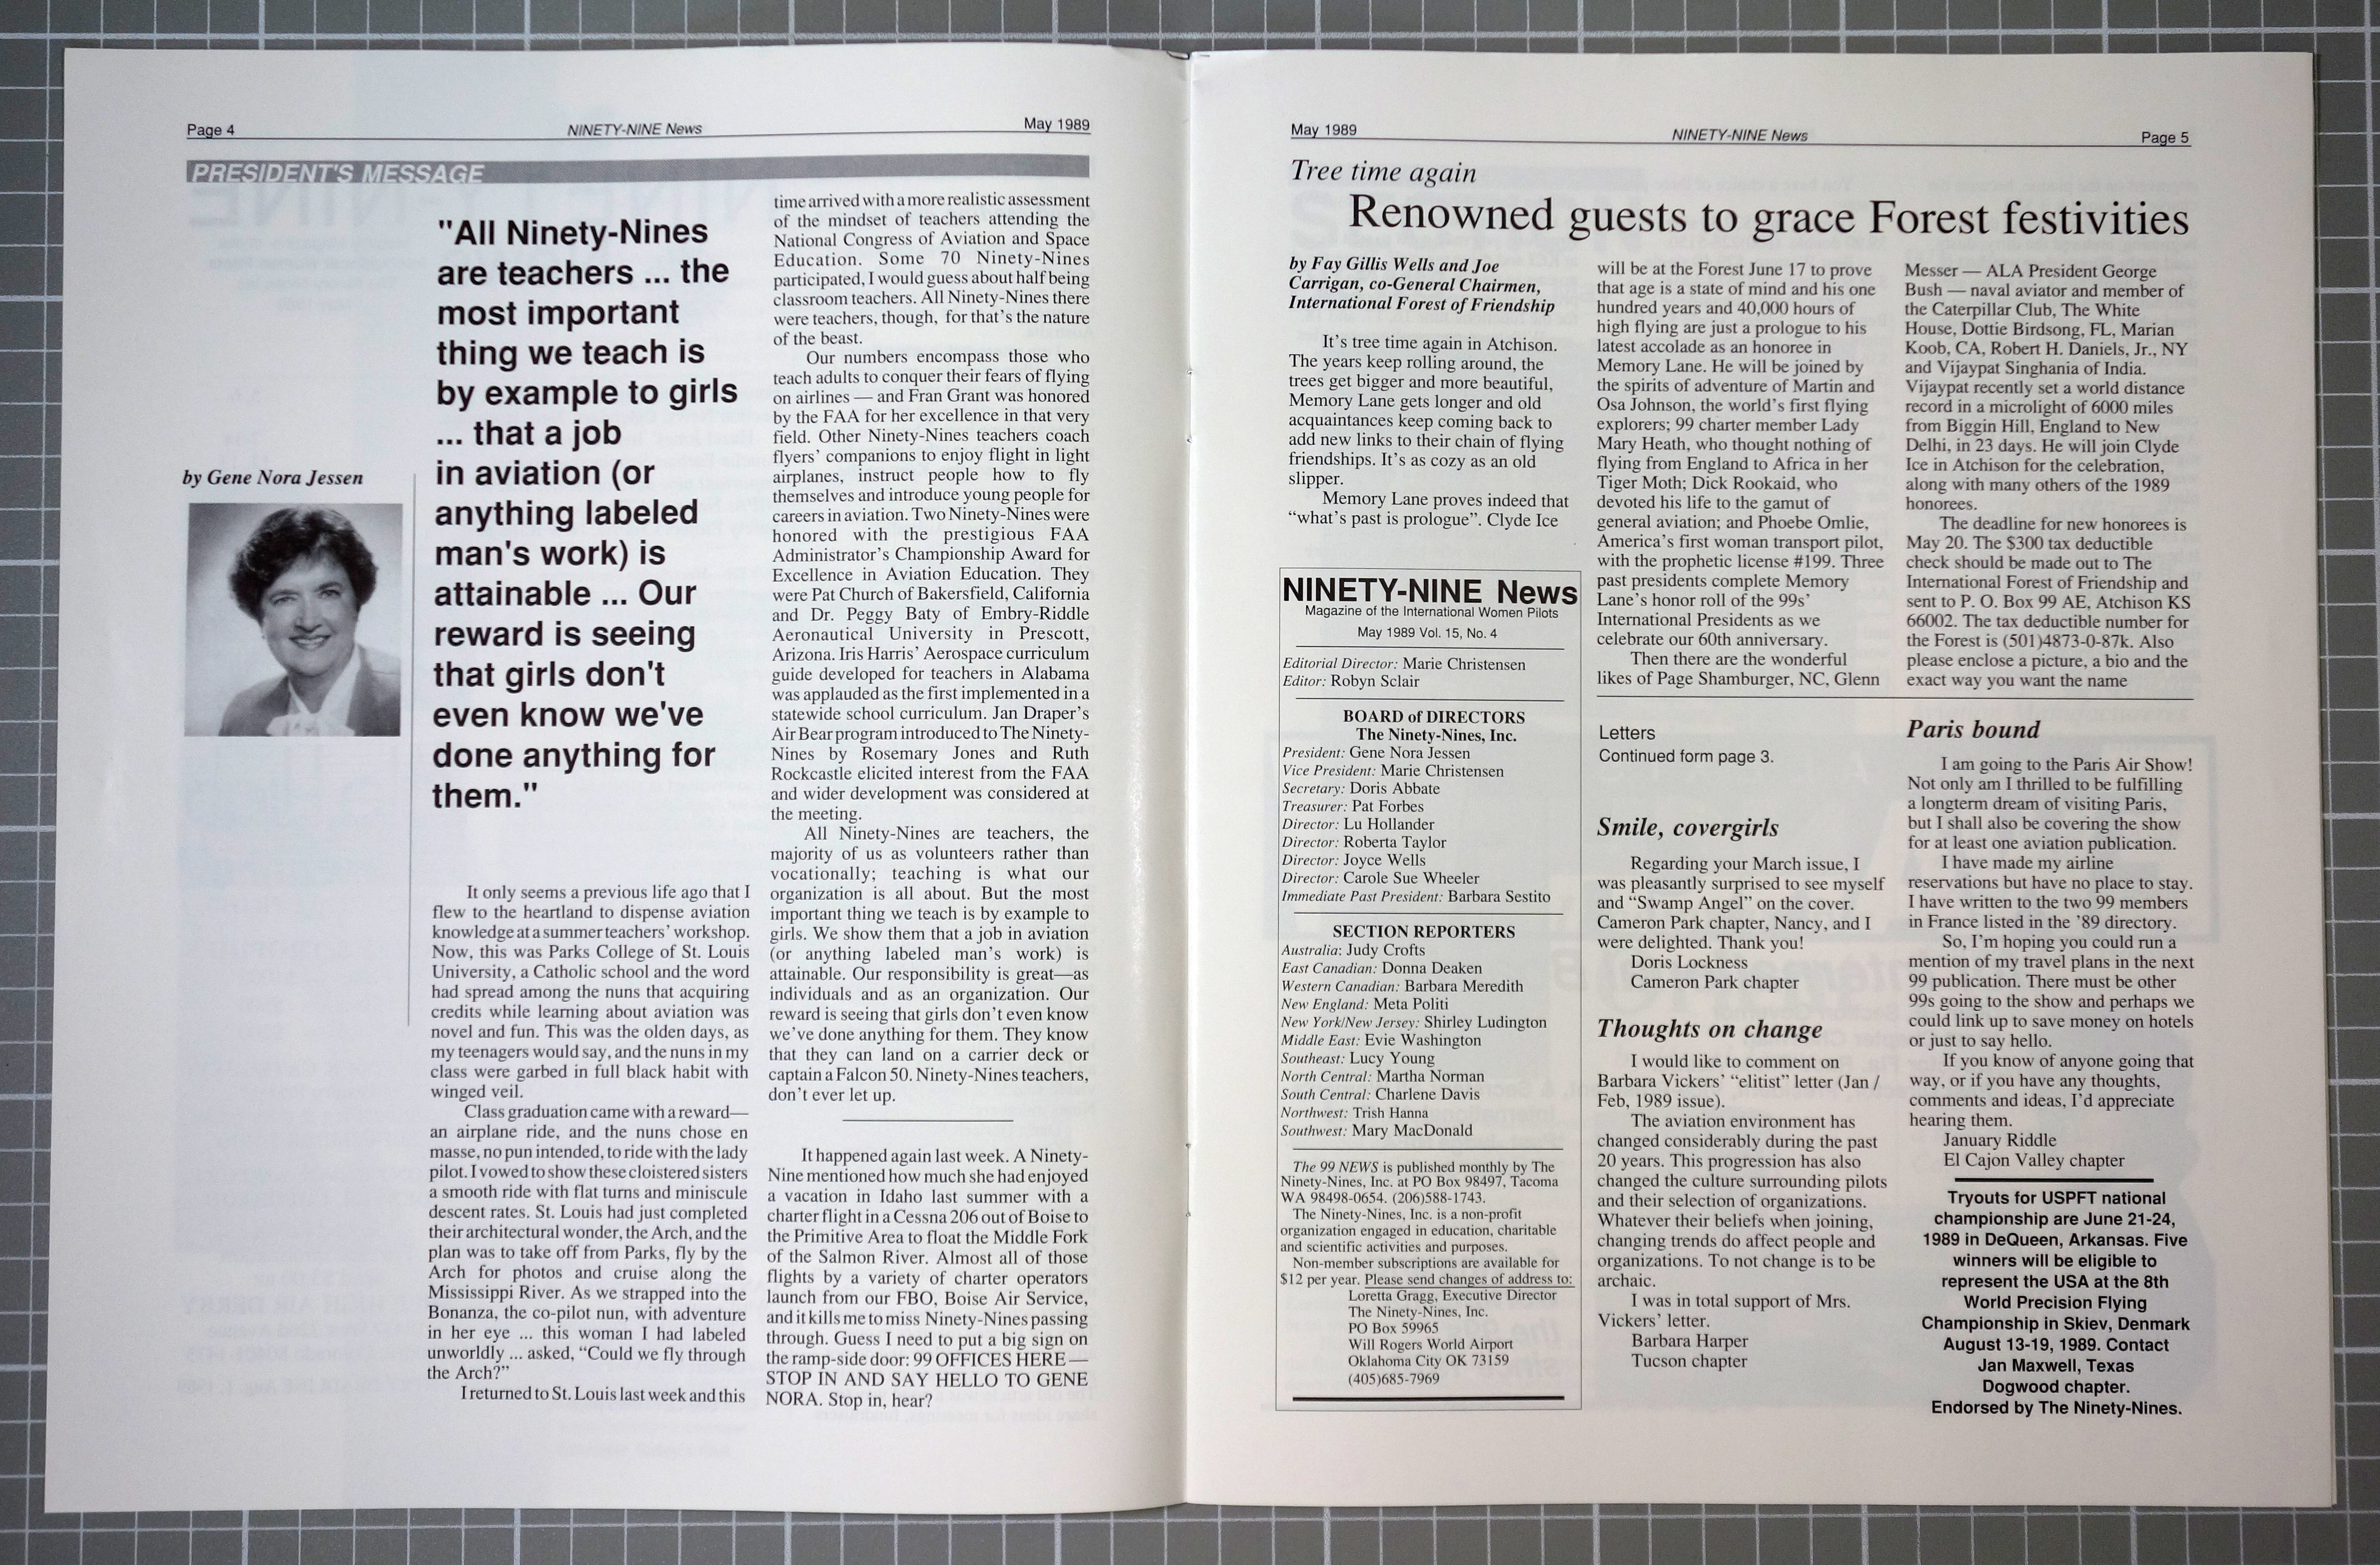 Page 4
NINETY-NINE News
May 1989
PRESIDENT'S MESSAGE
by Gene Nora Jessen
"All Ninety-Nines
are teachers ... the
most important
thing we teach is
by example to girls
... that a job
in aviation (or
anything labeled
man's work) is
attainable ... Our
reward is seeing
that girls don't
even know we've
done anything for
them."
It only seems a previous life ago that I
flew to the heartland to dispense aviation
knowledge at a summer teachers' workshop.
Now, this was Parks College of St. Louis
University, a Catholic school and the word
had spread among the nuns that acquiring
credits while learning about aviation was
novel and fun. This was the olden days, as
my teenagers would say, and the nuns in my
class were garbed in full black habit with
winged veil.
Class graduation came with a reward—
an airplane ride, and the nuns chose en
masse, no pun intended, to ride with the lady
pilot. I vowed to show these cloistered sisters
a smooth ride with flat turns and miniscule
descent rates. St. Louis had just completed
their architectural wonder, the Arch, and the
plan was to take off from Parks, fly by the
Arch for photos and cruise along the
Mississippi River. As we strapped into the
Bonanza, the co-pilot nun, with adventure
in her eye ... this woman I had labeled
unworldly ... asked, “Could we fly through
the Arch?”
I returned to St. Louis last week and this
time arrived with a more realistic assessment
of the mindset of teachers attending the
National Congress of Aviation and Space
Education. Some 70 Ninety-Nines
participated, I would guess about half being
classroom teachers. All Ninety-Nines there
were teachers, though, for that's the nature
of the beast.
Our numbers encompass those who
teach adults to conquer their fears of flying
on airlines — and Fran Grant was honored
by the FAA for her excellence in that very
field. Other Ninety-Nines teachers coach
flyers' companions to enjoy flight in light
airplanes, instruct people how to fly
themselves and introduce young people for
careers in aviation. Two Ninety-Nines were
honored with the prestigious FAA
Administrator's Championship Award for
Excellence in Aviation Education. They
were Pat Church of Bakersfield, California
and Dr. Peggy Baty of Embry-Riddle
Aeronautical University in Prescott,
Arizona. Iris Harris' Aerospace curriculum
guide developed for teachers in Alabama
was applauded as the first implemented in a
statewide school curriculum. Jan Draper's
Air Bear program introduced to The Ninety-
Nines by Rosemary Jones and Ruth
Rockcastle elicited interest from the FAA
and wider development was considered at
the meeting.
All Ninety-Nines are teachers, the
majority of us as volunteers rather than
vocationally; teaching is what our
organization is all about. But the most
important thing we teach is by example to
girls. We show them that a job in aviation
(or anything labeled man's work) is
attainable. Our responsibility is great—as
individuals and as an organization. Our
reward is seeing that girls don't even know
we've done anything for them. They know
that they can land on a carrier deck or
captain a Falcon 50. Ninety-Nines teachers,
don't ever let up.
It happened again last week. A Ninety-
Nine mentioned how much she had enjoyed
a vacation in Idaho last summer with a
charter flight in a Cessna 206 out of Boise to
the Primitive Area to float the Middle Fork
of the Salmon River. Almost all of those
flights by a variety of charter operators
launch from our FBO, Boise Air Service,
and it kills me to miss Ninety-Nines passing
through. Guess I need to put a big sign on
the ramp-side door: 99 OFFICES HERE—
STOP IN AND SAY HELLO TO GENE
NORA. Stop in, hear?
May 1989
NINETY-NINE News
Page 5
Tree time again
Renowned guests to grace Forest festivities
by Fay Gillis Wells and Joe
Carrigan, co-General Chairmen,
International Forest of Friendship
It's tree time again in Atchison.
The years keep rolling around, the
trees get bigger and more beautiful,
Memory Lane gets longer and old
acquaintances keep coming back to
add new links to their chain of flying
friendships. It's as cozy as an old
slipper.
Memory Lane proves indeed that
“what's past is prologue”. Clyde Ice
will be at the Forest June 17 to prove
that age is a state of mind and his one
hundred years and 40,000 hours of
high flying are just a prologue to his
latest accolade as an honoree in
Memory Lane. He will be joined by
the spirits of adventure of Martin and
Osa Johnson, the world's first flying
explorers; 99 charter member Lady
Mary Heath, who thought nothing of
flying from England to Africa in her
Tiger Moth; Dick Rookaid, who
devoted his life to the gamut of
general aviation; and Phoebe Omlie,
America's first woman transport pilot,
with the prophetic license #199. Three
past presidents complete Memory
Lane's honor roll of the 99s'
International Presidents as we
celebrate our 60th anniversary.
Then there are the wonderful
likes of Page Shamburger, NC, Glenn
Messer — ALA President George
Bush — naval aviator and member of
the Caterpillar Club, The White
House, Dottie Birdsong, FL, Marian
Koob, CA, Robert H. Daniels, Jr., NY
and Vijaypat Singhania of India.
Vijaypat recently set a world distance
record in a microlight of 6000 miles
from Biggin Hill, England to New
Delhi, in 23 days. He will join Clyde
Ice in Atchison for the celebration,
along with many others of the 1989
honorees.
The deadline for new honorees is
May 20. The $300 tax deductible
check should be made out to The
International Forest of Friendship and
sent to P. O. Box 99 AE, Atchison KS
66002. The tax deductible number for
the Forest is (501)4873-0-87k. Also
please enclose a picture, a bio and the
exact way you want the name
NINETY-NINE News
Magazine of the International Women Pilots
May 1989 Vol. 15, No. 4
Editorial Director: Marie Christensen
Editor: Robyn Sclair
BOARD of DIRECTORS
The Ninety-Nines, Inc.
President: Gene Nora Jessen
Vice President: Marie Christensen
Secretary: Doris Abbate
Treasurer: Pat Forbes
Director: Lu Hollander
Director: Roberta Taylor
Director: Joyce Wells
Director: Carole Sue Wheeler
Immediate Past President: Barbara Sestito
SECTION REPORTERS
Australia: Judy Crofts
East Canadian: Donna Deaken
Western Canadian: Barbara Meredith
New England: Meta Politi
New York/New Jersey: Shirley Ludington
Middle East: Evie Washington
Southeast: Lucy Young
North Central: Martha Norman
South Central: Charlene Davis
Northwest: Trish Hanna
Southwest: Mary MacDonald
The 99 NEWS is published monthly by The
Ninety-Nines, Inc. at PO Box 98497, Tacoma
WA 98498-0654. (206)588-1743.
The Ninety-Nines, Inc. is a non-profit
organization engaged in education, charitable
and scientific activities and purposes.
Non-member subscriptions are available for
$12 per year. Please send changes of address to:
Loretta Gragg, Executive Director
The Ninety-Nines, Inc.
PO Box 59965
Will Rogers World Airport
Oklahoma City OK 73159
(405)685-7969
Letters
Continued form page 3.
Smile, covergirls
Regarding your March issue, I
was pleasantly surprised to see myself
and “Swamp Angel” on the cover.
Cameron Park chapter, Nancy, and I
were delighted. Thank you!
Doris Lockness
Cameron Park chapter
Thoughts on change
I would like to comment on
Barbara Vickers' “elitist” letter (Jan /
Feb, 1989 issue).
The aviation environment has
changed considerably during the past
20 years. This progression has also
changed the culture surrounding pilots
and their selection of organizations.
Whatever their beliefs when joining,
changing trends do affect people and
organizations. To not change is to be
archaic.
I was in total support of Mrs.
Vickers' letter.
Barbara Harper
Tucson chapter
Paris bound
I am going to the Paris Air Show!
Not only am I thrilled to be fulfilling
a longterm dream of visiting Paris,
but I shall also be covering the show
for at least one aviation publication.
I have made my airline
reservations but have no place to stay.
I have written to the two 99 members
in France listed in the '89 directory.
So, I'm hoping you could run a
mention of my travel plans in the next
99 publication. There must be other
99s going to the show and perhaps we
could link up to save money on hotels
or just to say hello.
If you know of anyone going that
way, or if you have any thoughts,
comments and ideas, I'd appreciate
hearing them.
January Riddle
El Cajon Valley chapter
Tryouts for USPFT national
championship are June 21-24,
1989 in DeQueen, Arkansas. Five
winners will be eligible to
represent the USA at the 8th
World Precision Flying
Championship in Skiev, Denmark
August 13-19, 1989. Contact
Jan Maxwell, Texas
Dogwood chapter.
Endorsed by The Ninety-Nines.